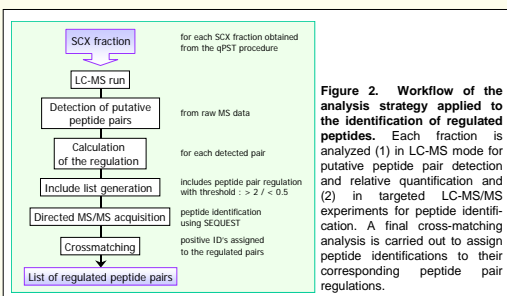 SCX fraction
for each SCX fraction obtained
from the qPST procedure
LC-MS run
Detection of putative
peptide pairs
from raw MS data
Calculation
of the regulation
for each detected pair
Include list generation
includes peptide pair regulation
with threshold : > 2 / < 0.5
Directed MS/MS acquisition
peptide identification
using SEQUEST
Crossmatching
positive ID's assigned
to the regulated pairs
List of regulated peptide pairs
Figure 2. Workflow of the
analysis strategy applied to
the identification of regulated
peptides. Each fraction is
analyzed (1) in LC-MS mode for
putative peptide pair detection
and relative quantification and
(2) in targeted LC-MS/MS
experiments for peptide identifi-
cation. A final cross-matching
analysis is carried out to assign
peptide identifications to their
corresponding peptide pair
regulations.